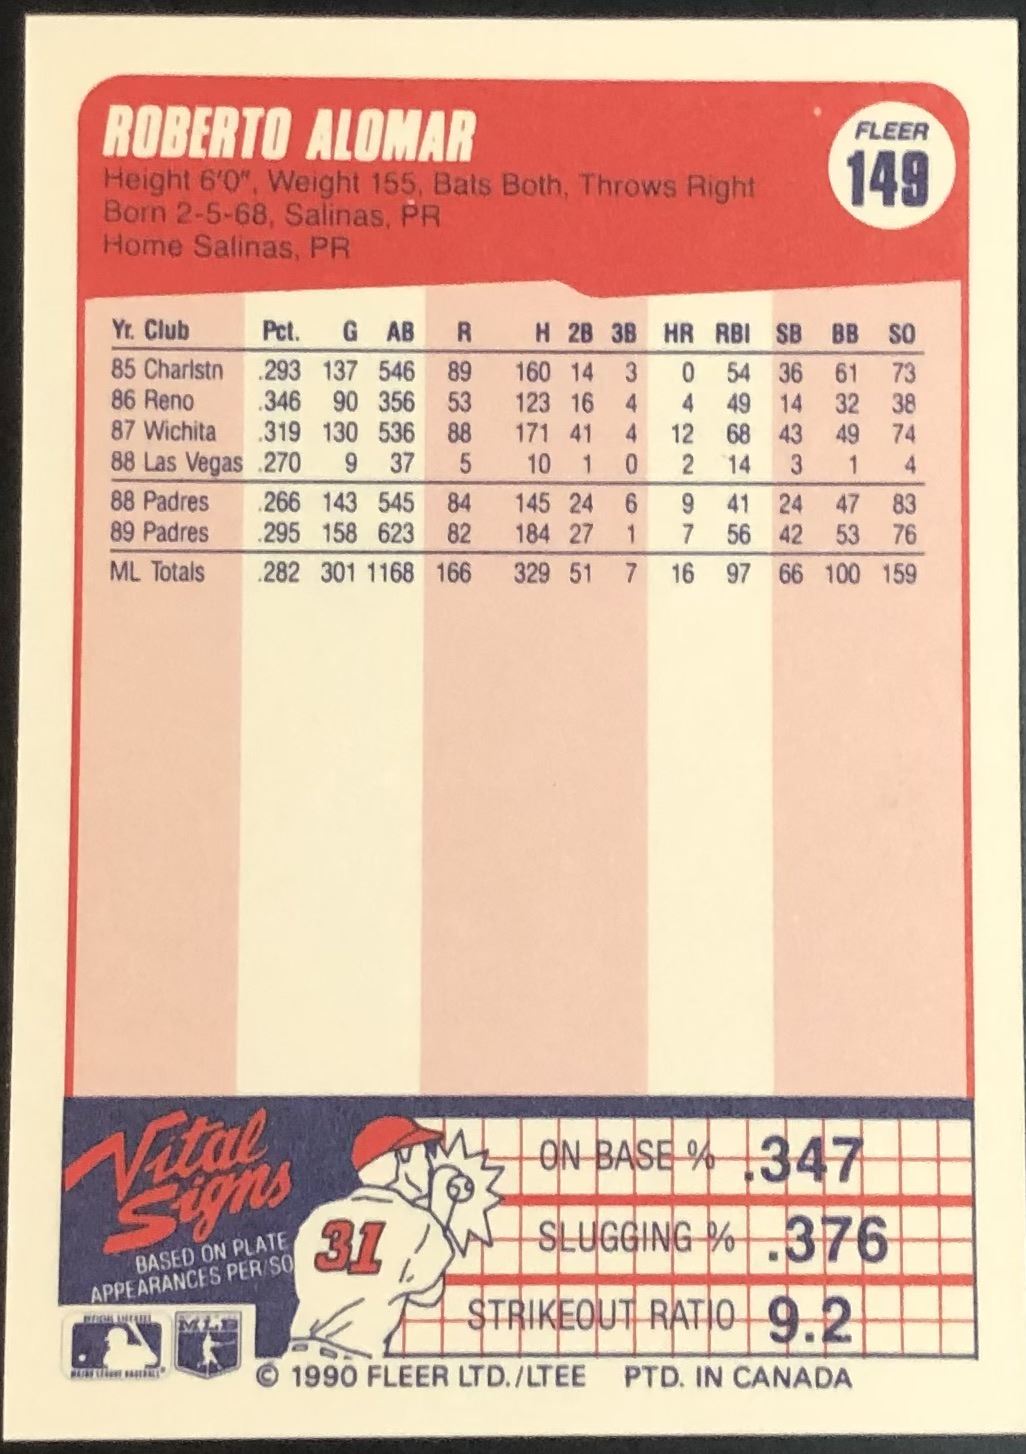 ROBERTO ALOMAR
FLEER
149
Height 6'0", Weight 155, Bats Both, Throws Right
Born 2-5-68, Salinas, PR
Home Salinas, PR
Yr. Club Pct. G AB R H 2B 3B HR RBI SB BB SO
85 Charlstn .293 137 546 89 160 14 3 0 54 36 61 73
86 Reno .346 90 356 53 123 16 4 4 49 14 32 38
87 Wichita .319 130 536 88 171 41 4 12 68 43 49 74
88 Las Vegas .270 9 37 5 10 1 0 2 14 3 1 4
88 Padres .266 143 545 84 145 24 6 9 41 24 47 83
89 Padres .295 158 623 82 184 27 1 7 56 42 53 76
ML Totals .282 301 1168 166 329 51 7 16 97 66 100 159
Vital
Signs
BASED ON PLATE
APPEARANCES PER/SO
31
ON BASE % .347
SLUGGING % .376
STRIKEOUT RATIO 9.2
MLB
MAJOR LEAGUE BASEBALL
© 1990 FLEER LTD./LTEE PTD. IN CANADA